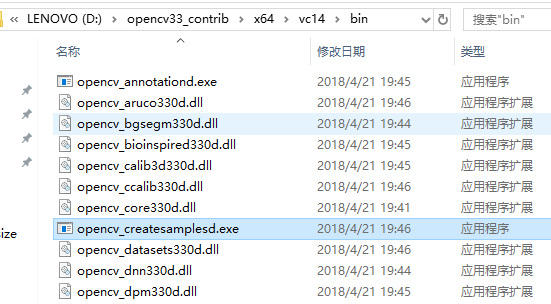 « LENOVO (D:) > opencv33_contrib > x64 > vc14 > bin 搜索"bin"
名称 修改日期 类型
opencv_annotationd.exe 2018/4/21 19:45 应用程序
opencv_aruco330d.dll 2018/4/21 19:46 应用程序扩展
opencv_bgsegm330d.dll 2018/4/21 19:44 应用程序扩展
opencv_bioinspired330d.dll 2018/4/21 19:45 应用程序扩展
opencv_calib3d330d.dll 2018/4/21 19:45 应用程序扩展
opencv_ccalib330d.dll 2018/4/21 19:46 应用程序扩展
opencv_core330d.dll 2018/4/21 19:41 应用程序扩展
size opencv_createsamplesd.exe 2018/4/21 19:46 应用程序
opencv_datasets330d.dll 2018/4/21 19:46 应用程序扩展
opencv_dnn330d.dll 2018/4/21 19:44 应用程序扩展
opencv_dpm330d.dll 2018/4/21 19:45 应用程序扩展